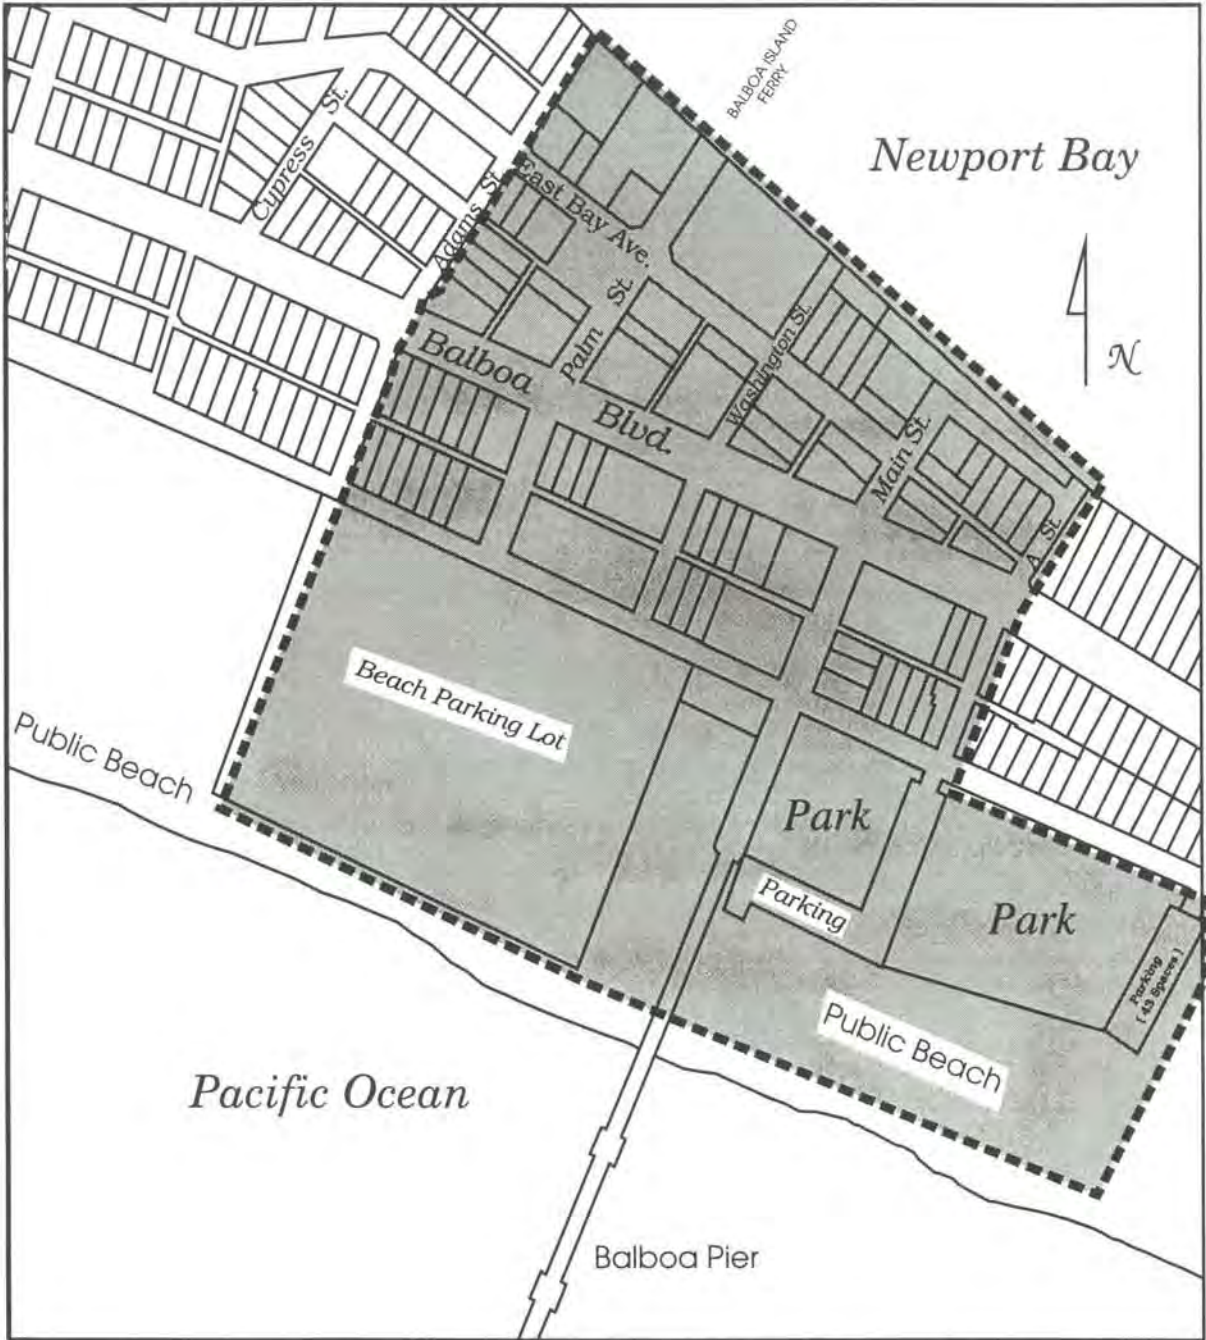 BALBOA ISLAND
FERRY
Newport Bay
Cypress St.
Adams St.
East Bay Ave.
N
Palm St.
Washington St.
Balboa
Blvd.
Main St.
A St.
Beach Parking Lot
Public Beach
Park
Parking
Park
Parking
( 43 Spaces )
Public Beach
Pacific Ocean
Balboa Pier